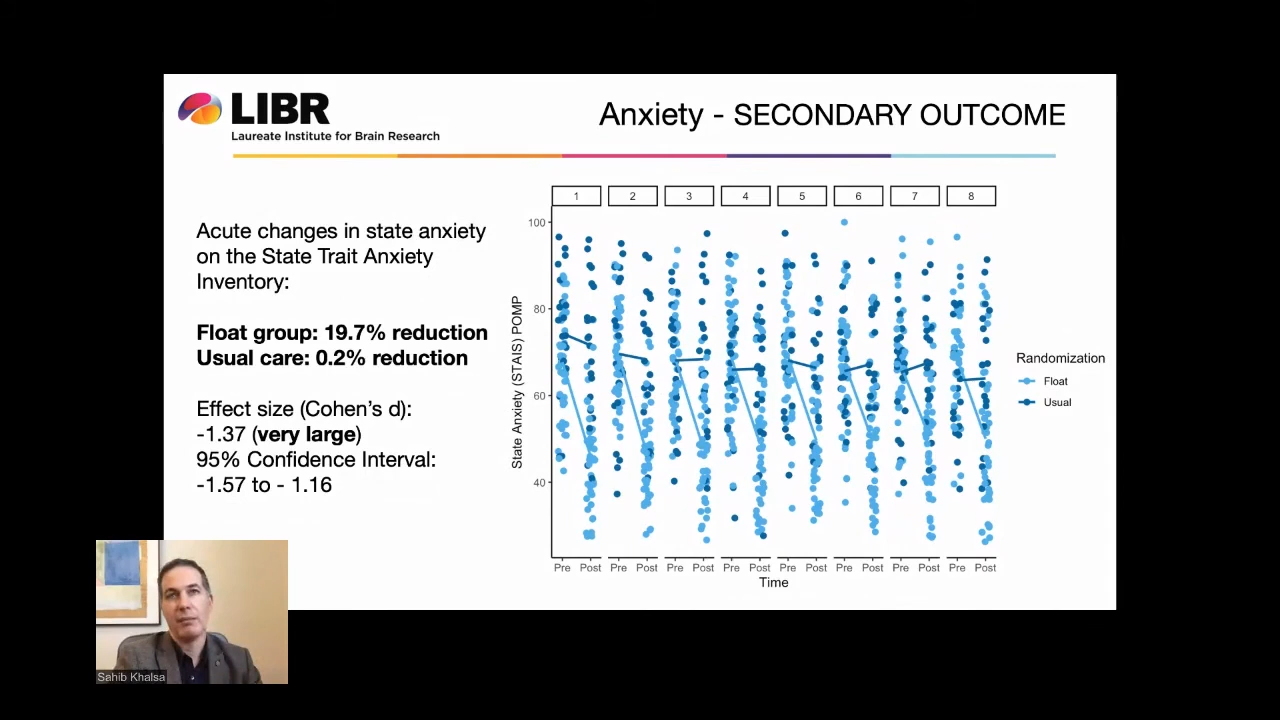 LIBR
Laureate Institute for Brain Research
Anxiety - SECONDARY OUTCOME
Acute changes in state anxiety
on the State Trait Anxiety
Inventory:
Float group: 19.7% reduction
Usual care: 0.2% reduction
Effect size (Cohen's d):
-1.37 (very large)
95% Confidence Interval:
-1.57 to - 1.16
1 2 3 4 5 6 7 8
100
80
60
40
State Anxiety (STAIS) POMP
Pre Post Pre Post Pre Post Pre Post Pre Post Pre Post Pre Post Pre Post
Time
Randomization
Float
Usual
Sahib Khalsa